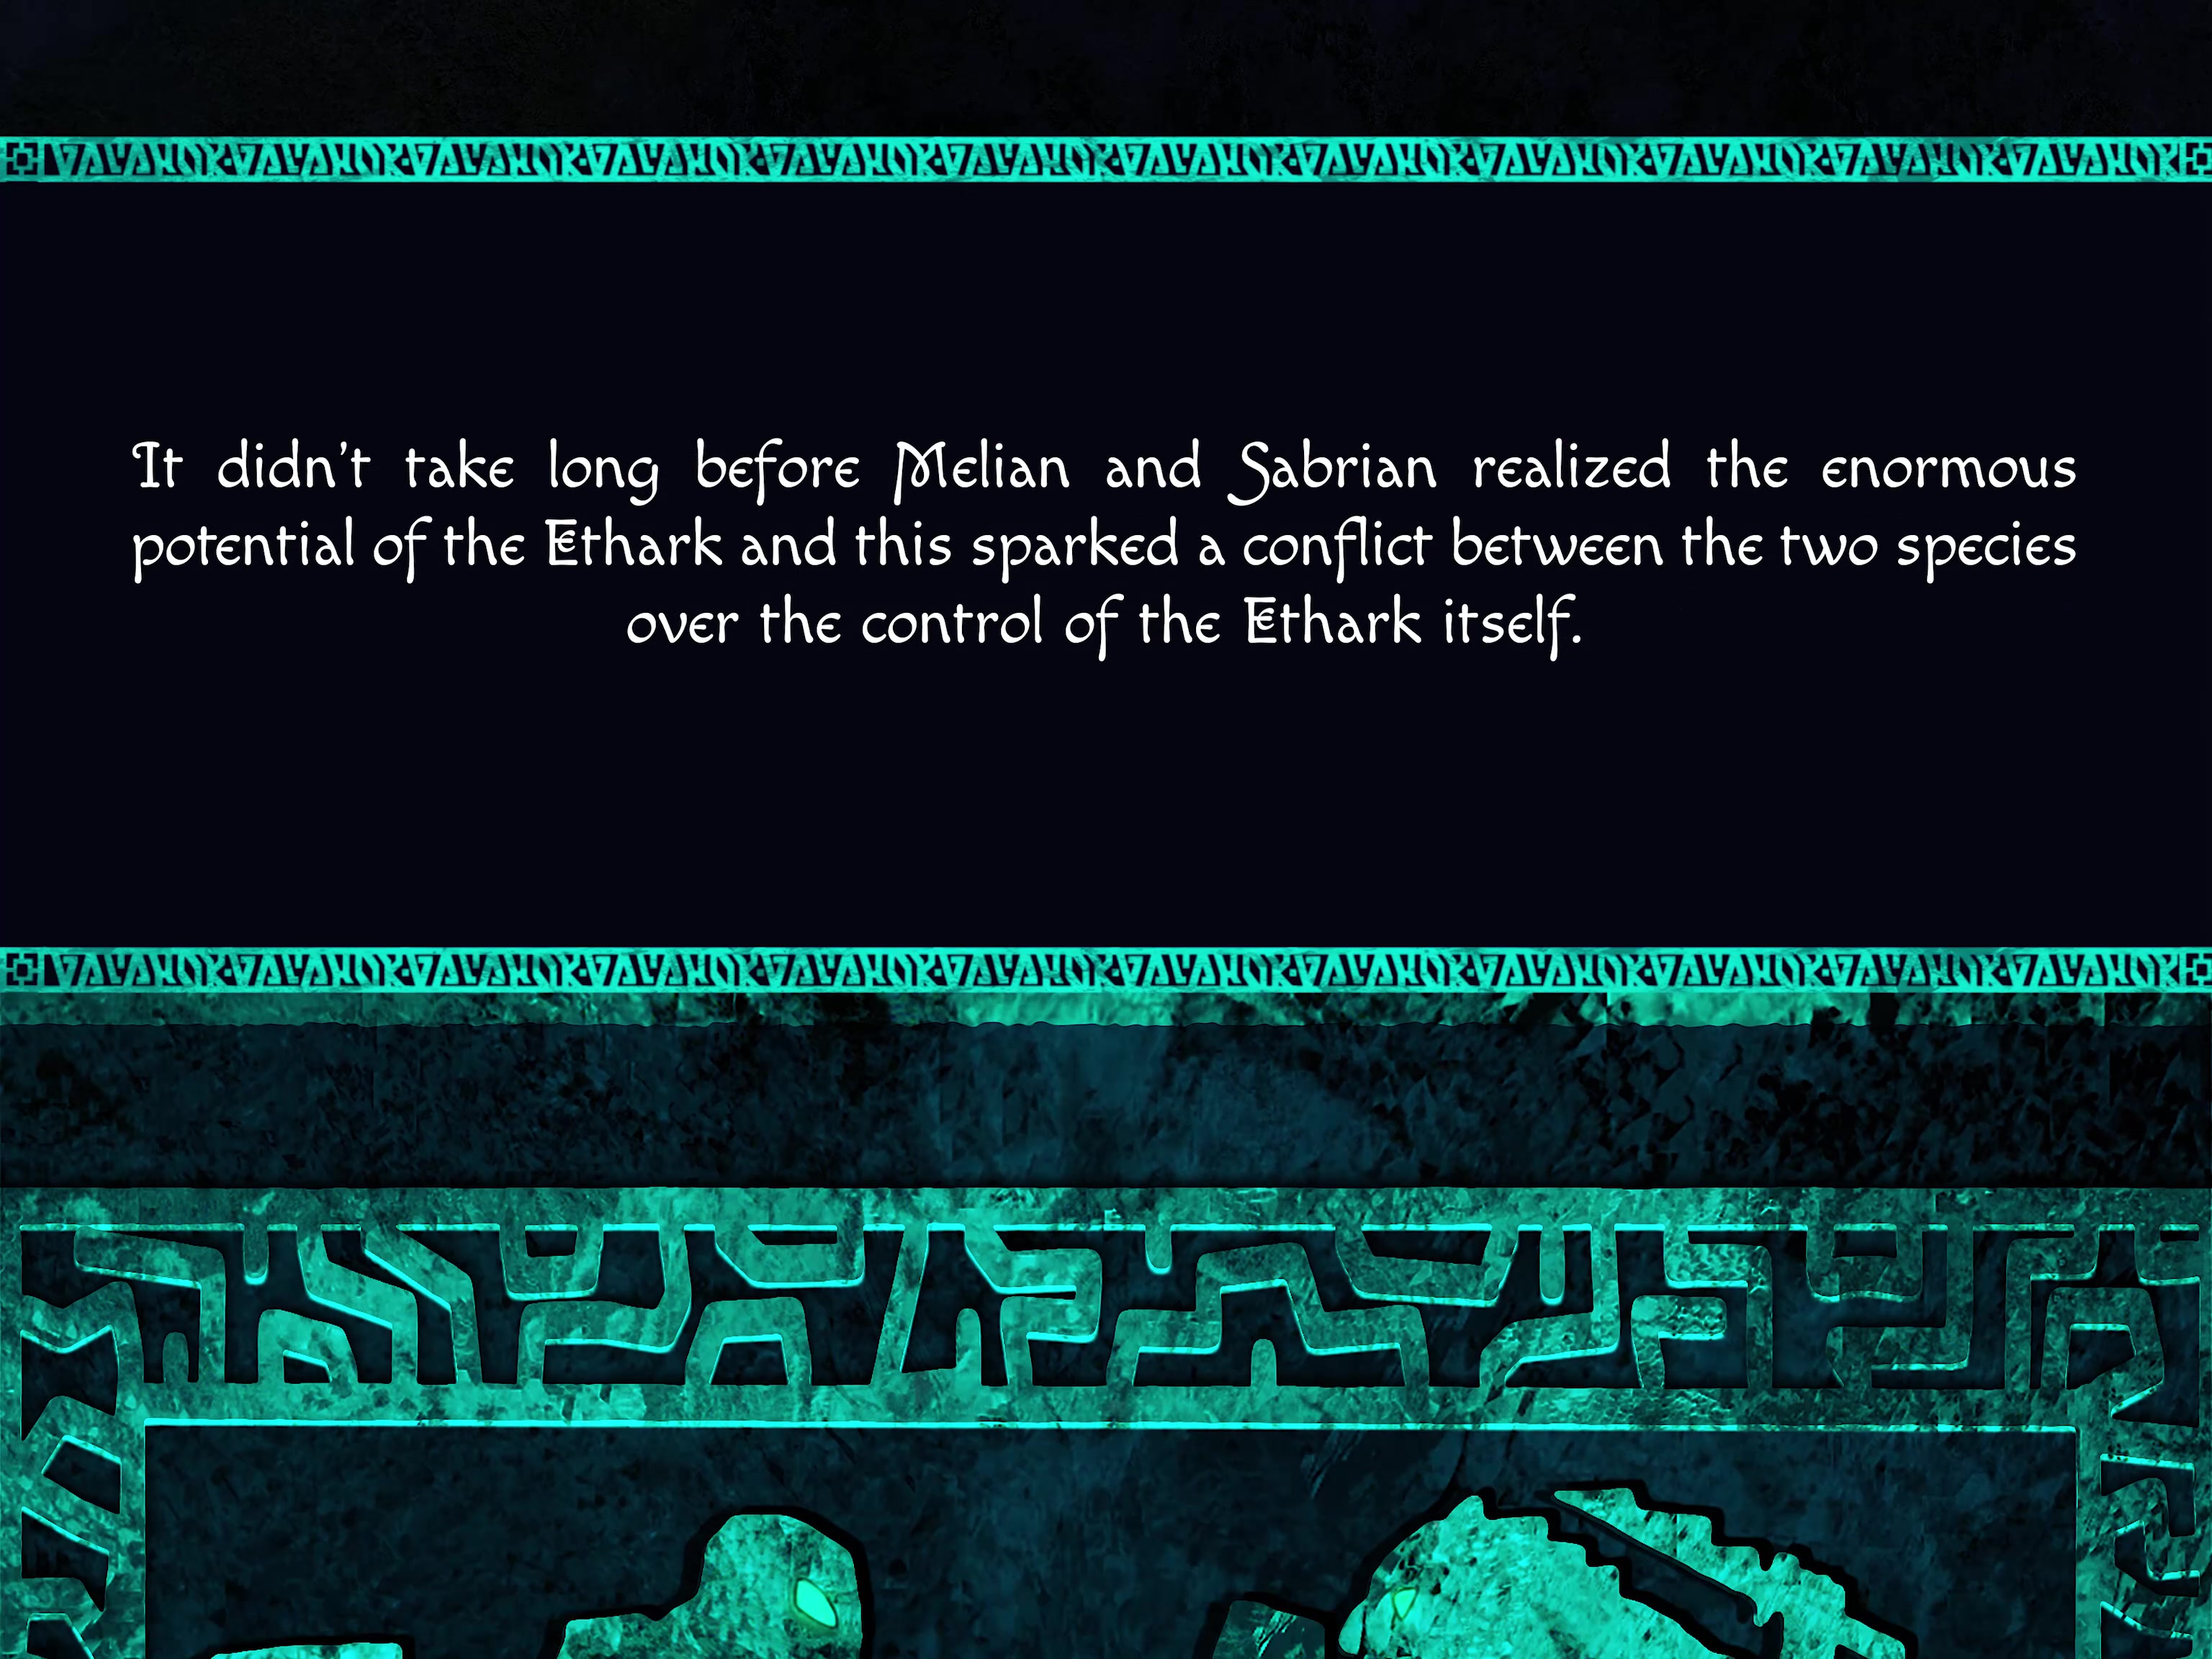 It didn't take long before Melian and Sabrian realized the enormous
potential of the Ethark and this sparked a conflict between the two species
over the control of the Ethark itself.